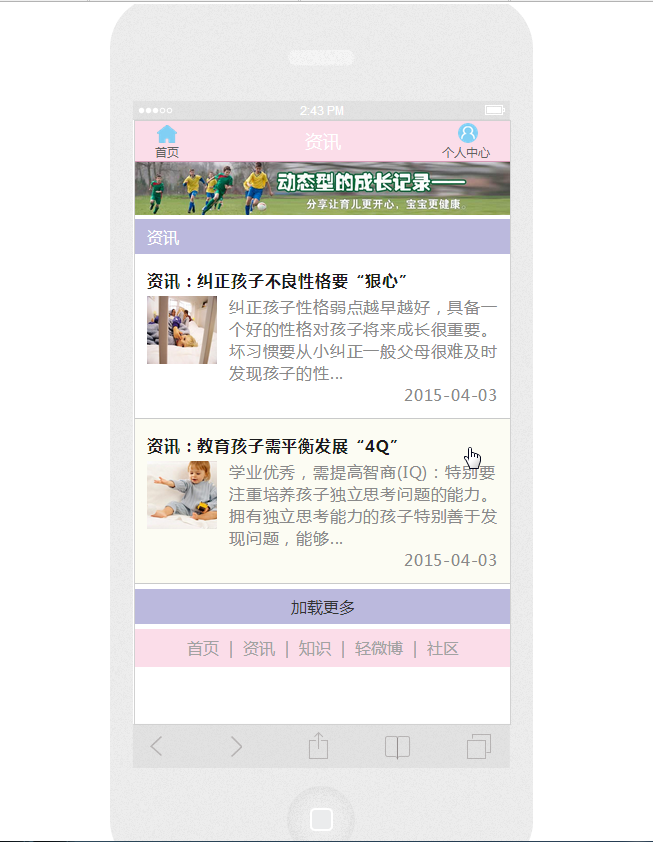 2:43 PM
首页
资讯
个人中心
动态型的成长记录——
分享让育儿更开心，宝宝更健康。
资讯
资讯：纠正孩子不良性格要“狠心”
纠正孩子性格弱点越早越好，具备一
个好的性格对孩子将来成长很重要。
坏习惯要从小纠正一般父母很难及时
发现孩子的性...
2015-04-03
资讯：教育孩子需平衡发展“4Q”
学业优秀，需提高智商(IQ)：特别要
注重培养孩子独立思考问题的能力。
拥有独立思考能力的孩子特别善于发
现问题，能够...
2015-04-03
加载更多
首页 | 资讯 | 知识 | 轻微博 | 社区